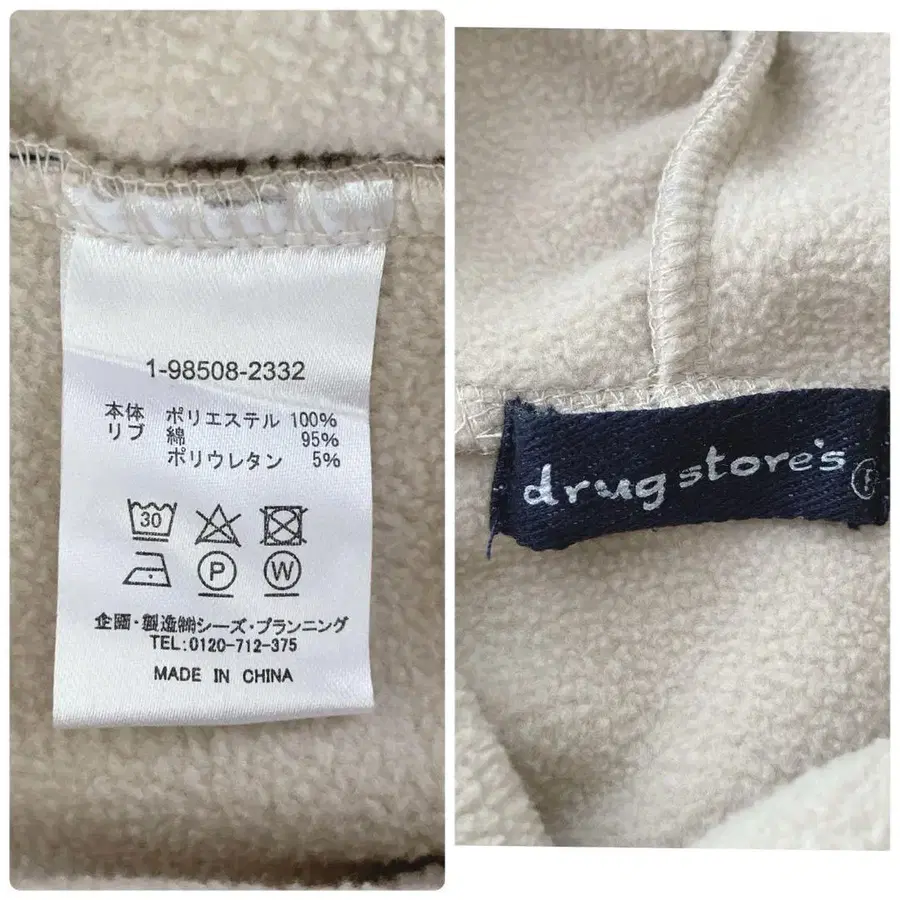 1-98508-2332
本体 ポリエステル 100%
リブ 綿 95%
ポリウレタン 5%
30
P W
企画・製造㈱シーズ・プランニング
TEL:0120-712-375
MADE IN CHINA
drug store's